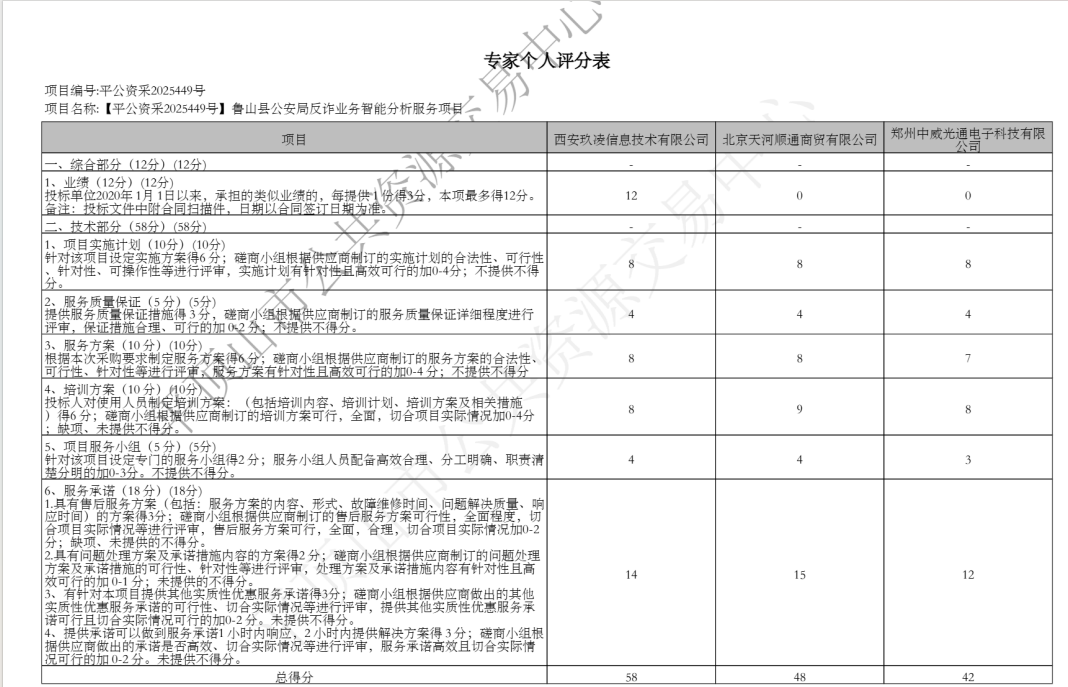 专家个人评分表
项目编号:平公资采2025449号
项目名称:【平公资采2025449号】鲁山县公安局反诈业务智能分析服务项目
项目 西安玖凌信息技术有限公司 北京天河顺通商贸有限公司 郑州中威光通电子科技有限公司
一、综合部分（12分）(12分) - - -
1、业绩（12分）(12分)
投标单位2020年 1月 1日以来，承担的类似业绩的，每提供 1 份得3分，本项最多得12分。
备注：投标文件中附合同扫描件，日期以合同签订日期为准。
12 0 0
二、技术部分（58分）(58分) - - -
1、项目实施计划（10分）(10分)
针对该项目设定实施方案得6 分；磋商小组根据供应商制订的实施计划的合法性、可行性
、针对性、可操作性等进行评审，实施计划有针对性且高效可行的加0-4分；不提供不得
分。
8 8 8
2、服务质量保证（5 分）(5分)
提供服务质量保证措施得 3 分，磋商小组根据供应商制订的服务质量保证详细程度进行
评审，保证措施合理、可行的加 0-2 分；不提供不得分。
4 4 4
3、服务方案（10 分）(10分)
根据本次采购要求制定服务方案得6 分；磋商小组根据供应商制订的服务方案的合法性、
可行性、针对性等进行评审，服务方案有针对性且高效可行的加0-4 分；不提供不得分
8 8 7
4、培训方案（10 分）(10分)
投标人对使用人员制定培训方案：（包括培训内容、培训计划、培训方案及相关措施
）得6 分；磋商小组根据供应商制订的培训方案可行，全面，切合项目实际情况加0-4分
；缺项、未提供的不得分。
8 9 8
5、项目服务小组（5 分）(5分)
针对该项目设定专门的服务小组得2 分；服务小组人员配备高效合理、分工明确、职责清
楚分明的加0-3分。不提供不得分。
4 4 3
6、服务承诺（18 分）(18分)
1.具有售后服务方案（包括：服务方案的内容、形式、故障维修时间、问题解决质量、响
应时间）的方案得3分；磋商小组根据供应商制订的售后服务方案可行性，全面程度，切
合项目实际情况等进行评审，售后服务方案可行，全面，合理，切合项目实际情况加0-2
分；缺项、未提供的不得分。
2.具有问题处理方案及承诺措施内容的方案得2 分；磋商小组根据供应商制订的问题处理
方案及承诺措施的可行性、针对性等进行评审，处理方案及承诺措施内容有针对性且高
效可行的加 0-1 分；未提供的不得分。
3、有针对本项目提供其他实质性优惠服务承诺得3分；磋商小组根据供应商做出的其他
实质性优惠服务承诺的可行性、切合实际情况等进行评审，提供其他实质性优惠服务承
诺可行且切合实际情况可行的加0-2 分。未提供不得分。
4、提供承诺可以做到服务承诺1 小时内响应，2 小时内提供解决方案得 3 分；磋商小组根
据供应商做出的承诺是否高效、切合实际情况等进行评审，服务承诺高效且切合实际情
况可行的加 0-2 分。未提供不得分。
14 15 12
总得分 58 48 42
顶山市公共资源交易中心
顶山市公共资源交易中心